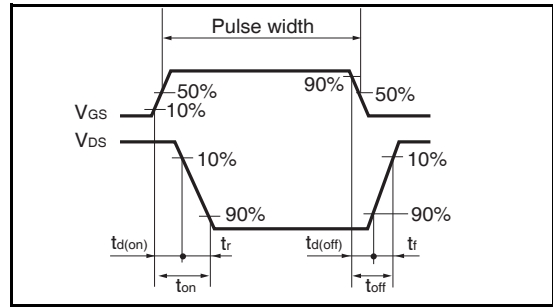 Pulse width
90%
50%
50%
10%
VGS
VDS
10%
10%
90%
90%
td(on)
tr
td(off)
tf
ton
toff